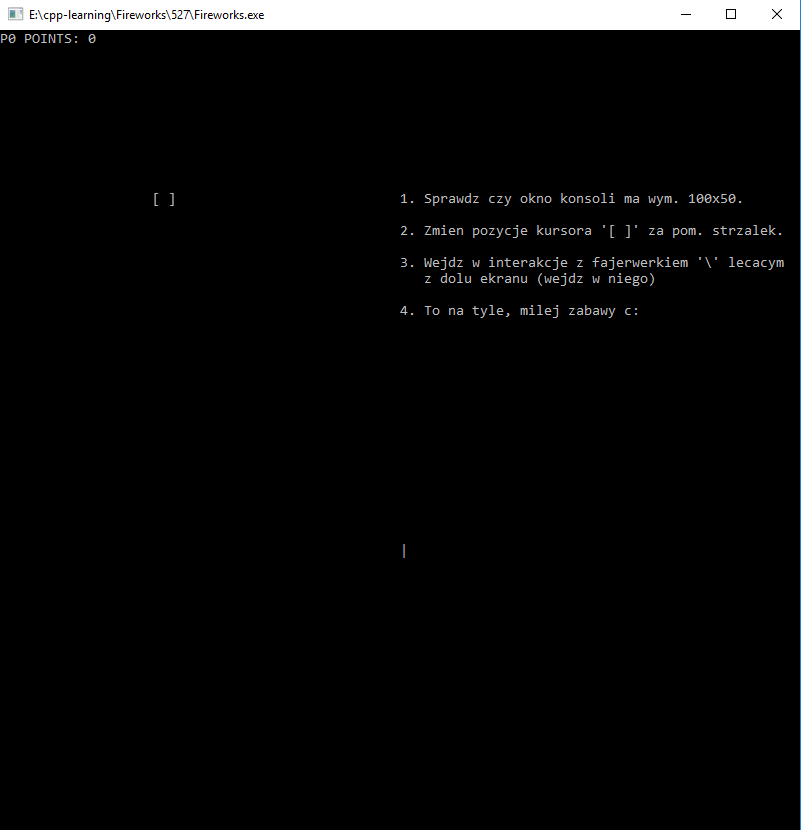 E:\cpp-learning\Fireworks\527\Fireworks.exe
P0 POINTS: 0
[ ]
1. Sprawdz czy okno konsoli ma wym. 100x50.
2. Zmien pozycje kursora '[ ]' za pom. strzalek.
3. Wejdz w interakcje z fajerwerkiem '\' lecacym
z dolu ekranu (wejdz w niego)
4. To na tyle, milej zabawy c:
|